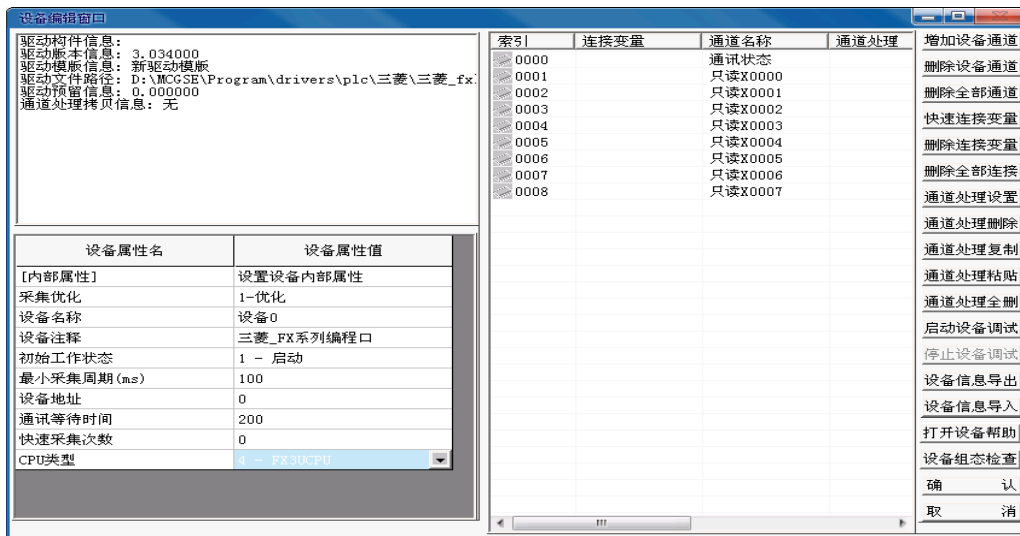 设备编辑窗口
驱动构件信息:
驱动版本信息: 3.034000
驱动模版信息: 新驱动模版
驱动文件路径: D:\MCGSE\Program\drivers\plc\三菱\三菱_fx
驱动预留信息: 0.000000
通道处理拷贝信息: 无
设备属性名 设备属性值
[内部属性] 设置设备内部属性
采集优化 1-优化
设备名称 设备0
设备注释 三菱_FX系列编程口
初始工作状态 1 - 启动
最小采集周期(ms) 100
设备地址 0
通讯等待时间 200
快速采集次数 0
CPU类型 4 - FX3UCPU
索引 连接变量 通道名称 通道处理
0000 通讯状态
0001 只读X0000
0002 只读X0001
0003 只读X0002
0004 只读X0003
0005 只读X0004
0006 只读X0005
0007 只读X0006
0008 只读X0007
增加设备通道
删除设备通道
删除全部通道
快速连接变量
删除连接变量
删除全部连接
通道处理设置
通道处理删除
通道处理复制
通道处理粘贴
通道处理全删
启动设备调试
停止设备调试
设备信息导出
设备信息导入
打开设备帮助
设备组态检查
确 认
取 消